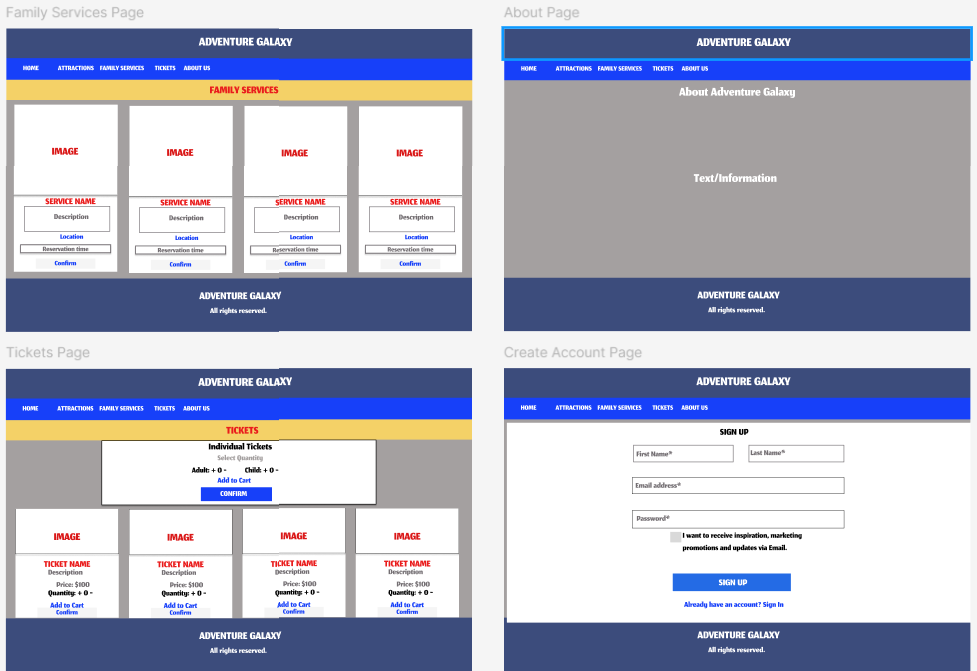 Family Services Page
ADVENTURE GALAXY
HOME ATTRACTIONS FAMILY SERVICES TICKETS ABOUT US
FAMILY SERVICES
IMAGE IMAGE IMAGE IMAGE
SERVICE NAME SERVICE NAME SERVICE NAME SERVICE NAME
Description Description Description Description
Location Location Location Location
Reservation time Reservation time Reservation time Reservation time
Confirm Confirm Confirm Confirm
ADVENTURE GALAXY
All rights reserved.
About Page
ADVENTURE GALAXY
HOME ATTRACTIONS FAMILY SERVICES TICKETS ABOUT US
About Adventure Galaxy
Text/Information
ADVENTURE GALAXY
All rights reserved.
Tickets Page
ADVENTURE GALAXY
HOME ATTRACTIONS FAMILY SERVICES TICKETS ABOUT US
TICKETS
Individual Tickets
Select Quantity
Adult: + 0 - Child: + 0 -
Add to Cart
CONFIRM
IMAGE IMAGE IMAGE IMAGE
TICKET NAME TICKET NAME TICKET NAME TICKET NAME
Description Description Description Description
Price: $100 Price: $100 Price: $100 Price: $100
Quantity: + 0 - Quantity: + 0 - Quantity: + 0 - Quantity: + 0 -
Add to Cart Add to Cart Add to Cart Add to Cart
Confirm Confirm Confirm Confirm
ADVENTURE GALAXY
All rights reserved.
Create Account Page
ADVENTURE GALAXY
HOME ATTRACTIONS FAMILY SERVICES TICKETS ABOUT US
SIGN UP
First Name* Last Name*
Email address*
Password*
I want to receive inspiration, marketing
promotions and updates via Email.
SIGN UP
Already have an account? Sign In
ADVENTURE GALAXY
All rights reserved.